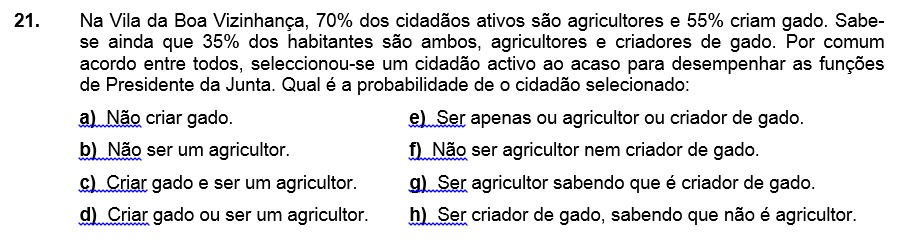 21. Na Vila da Boa Vizinhança, 70% dos cidadãos ativos são agricultores e 55% criam gado. Sabe-
se ainda que 35% dos habitantes são ambos, agricultores e criadores de gado. Por comum
acordo entre todos, seleccionou-se um cidadão activo ao acaso para desempenhar as funções
de Presidente da Junta. Qual é a probabilidade de o cidadão selecionado:
a) Não criar gado. e) Ser apenas ou agricultor ou criador de gado.
b) Não ser um agricultor. f) Não ser agricultor nem criador de gado.
c) Criar gado e ser um agricultor. g) Ser agricultor sabendo que é criador de gado.
d) Criar gado ou ser um agricultor. h) Ser criador de gado, sabendo que não é agricultor.